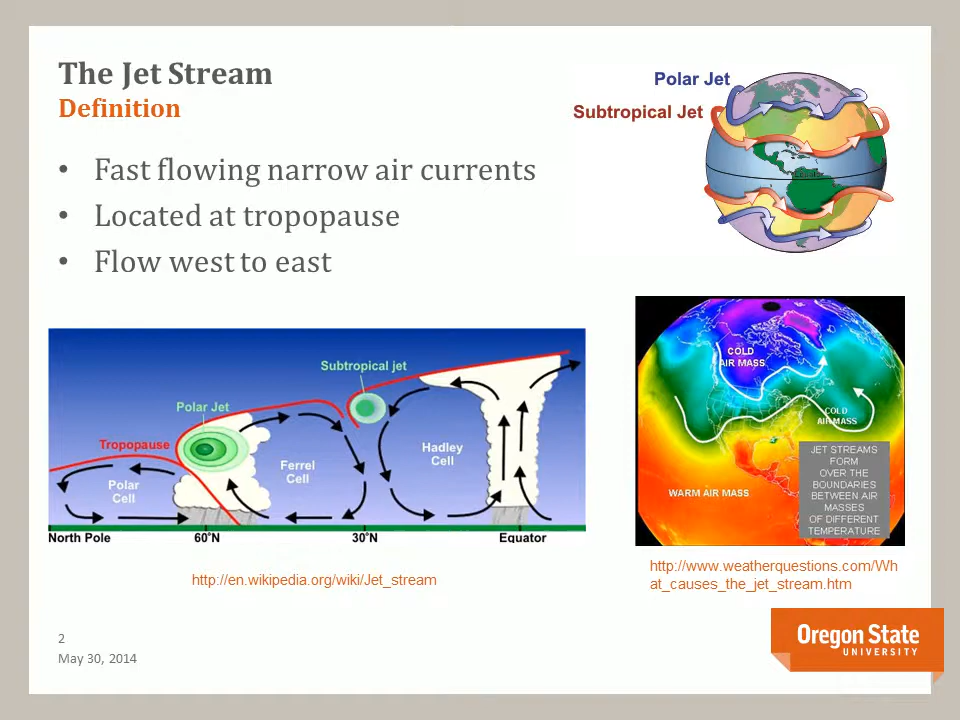 The Jet Stream
Definition
• Fast flowing narrow air currents
• Located at tropopause
• Flow west to east
Polar Jet
Subtropical Jet
Equator
Subtropical jet
Polar Jet
Tropopause
Hadley
Cell
Ferrel
Cell
Polar
Cell
North Pole
60°N
30°N
Equator
http://en.wikipedia.org/wiki/Jet_stream
COLD
AIR MASS
COLD
AIR MASS
WARM AIR MASS
JET STREAMS
FORM
OVER THE
BOUNDARIES
BETWEEN AIR
MASSES
OF DIFFERENT
TEMPERATURE
http://www.weatherquestions.com/Wh
at_causes_the_jet_stream.htm
2
May 30, 2014
Oregon State
UNIVERSITY